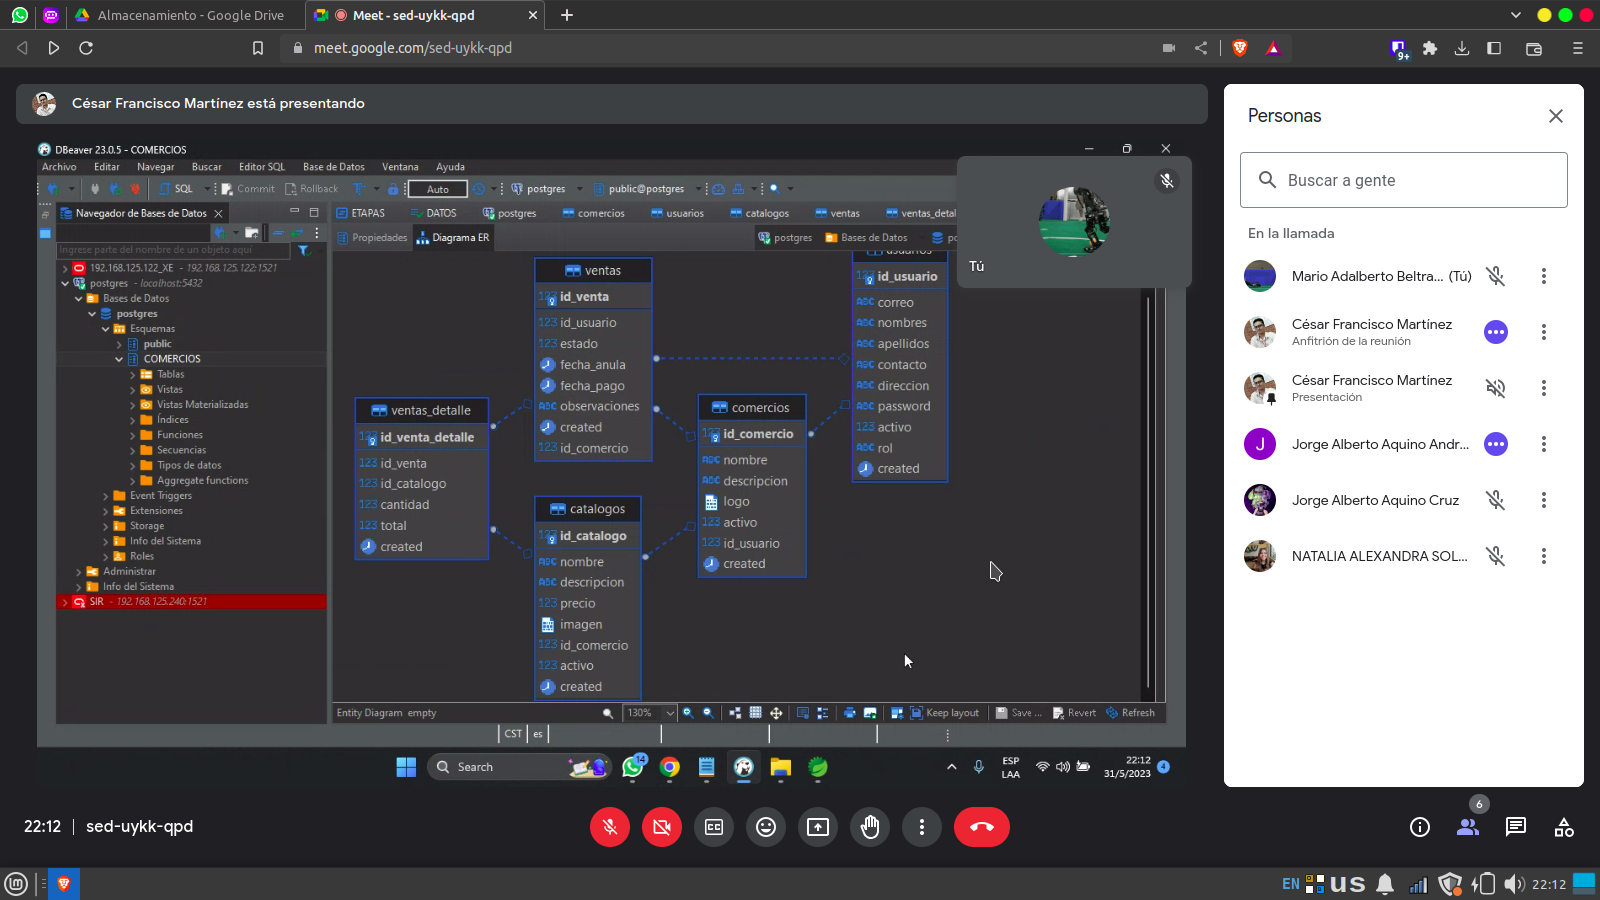 Almacenamiento - Google Drive
Meet - sed-uykk-qpd
meet.google.com/sed-uykk-qpd
9+
César Francisco Martínez está presentando
DBeaver 23.0.5 - COMERCIOS
Archivo Editar Navegar Buscar Editor SQL Base de Datos Ventana Ayuda
SQL Commit Rollback Auto postgres public@postgres
Navegador de Bases de Datos
ETAPAS DATOS postgres comercios usuarios catalogos ventas ventas_detal
Propiedades Diagrama ER postgres Bases de Datos
Ingrese parte del nombre de un objeto aqui
192.168.125.122_XE - 192.168.125.122:1521
postgres - localhost:5432
Bases de Datos
postgres
Esquemas
public
COMERCIOS
Tablas
Vistas
Vistas Materializadas
Índices
Funciones
Secuencias
Tipos de datos
Aggregate functions
Event Triggers
Extensiones
Storage
Info del Sistema
Roles
Administrar
Info del Sistema
SIR - 192.168.125.240:1521
ventas
id_venta
id_usuario
estado
fecha_anula
fecha_pago
observaciones
created
id_comercio
ventas_detalle
id_venta_detalle
id_venta
id_catalogo
cantidad
total
created
catalogos
id_catalogo
nombre
descripcion
precio
imagen
id_comercio
activo
created
comercios
id_comercio
nombre
descripcion
logo
activo
id_usuario
created
usuarios
id_usuario
correo
nombres
apellidos
contacto
direccion
password
activo
rol
created
Tú
Entity Diagram empty
130%
Keep layout Save ... Revert Refresh
CST es
Search
14
ESP
LAA
22:12
31/5/2023
4
Personas
Buscar a gente
En la llamada
Mario Adalberto Beltra... (Tú)
César Francisco Martínez
Anfitrión de la reunión
César Francisco Martínez
Presentación
J
Jorge Alberto Aquino Andr...
Jorge Alberto Aquino Cruz
NATALIA ALEXANDRA SOL...
22:12 | sed-uykk-qpd
6
EN us 22:12